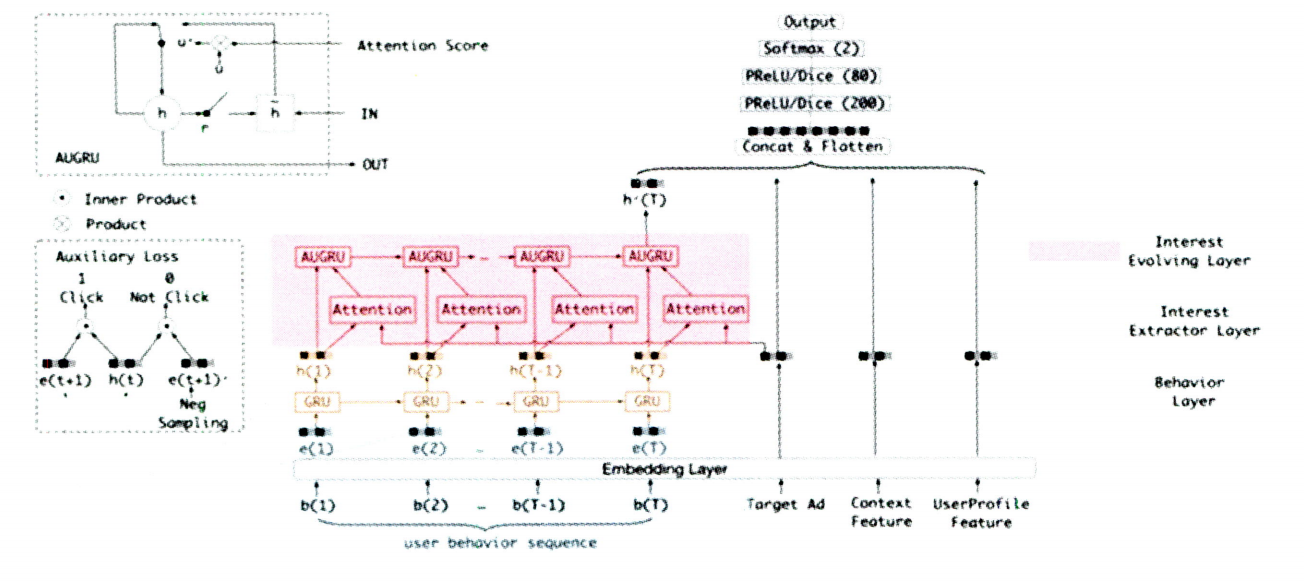 Output
Softmax (2)
PReLU/Dice (80)
PReLU/Dice (200)
Concat & Flatten
u'
Attention Score
u
h
r
h̃
IN
OUT
AUGRU
Inner Product
Product
h'(T)
Auxiliary Loss
1 0
Click Not Click
e(t+1) h(t) e(t+1)'
Neg
Sampling
AUGRU AUGRU … AUGRU AUGRU
Attention Attention Attention Attention
h(1) h(2) h(T-1) h(T)
GRU GRU … GRU GRU
e(1) e(2) … e(T-1) e(T)
Embedding Layer
b(1) b(2) … b(T-1) b(T) Target Ad Context Feature UserProfile Feature
user behavior sequence
Interest
Evolving Layer
Interest
Extractor Layer
Behavior
Layer